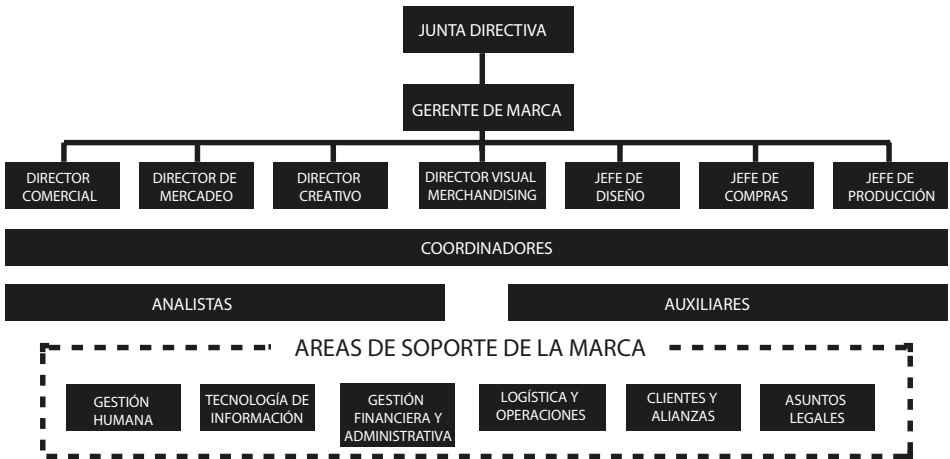 JUNTA DIRECTIVA
GERENTE DE MARCA
DIRECTOR
COMERCIAL
DIRECTOR DE
MERCADEO
DIRECTOR
CREATIVO
DIRECTOR VISUAL
MERCHANDISING
JEFE DE
DISEÑO
JEFE DE
COMPRAS
JEFE DE
PRODUCCIÓN
COORDINADORES
ANALISTAS
AUXILIARES
AREAS DE SOPORTE DE LA MARCA
GESTIÓN
HUMANA
TECNOLOGÍA DE
INFORMACIÓN
GESTIÓN
FINANCIERA Y
ADMINISTRATIVA
LOGÍSTICA Y
OPERACIONES
CLIENTES Y
ALIANZAS
ASUNTOS
LEGALES